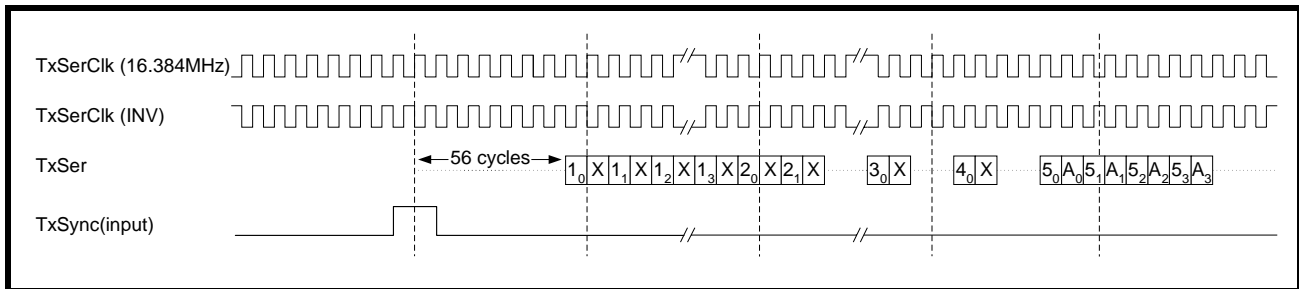 TxSerClk (16.384MHz)
TxSerClk (INV)
TxSer
56 cycles
1₀ X 1₁ X 1₂ X 1₃ X 2₀ X 2₁ X 3₀ X 4₀ X 5₀ A₀ 5₁ A₁ 5₂ A₂ 5₃ A₃
TxSync(input)